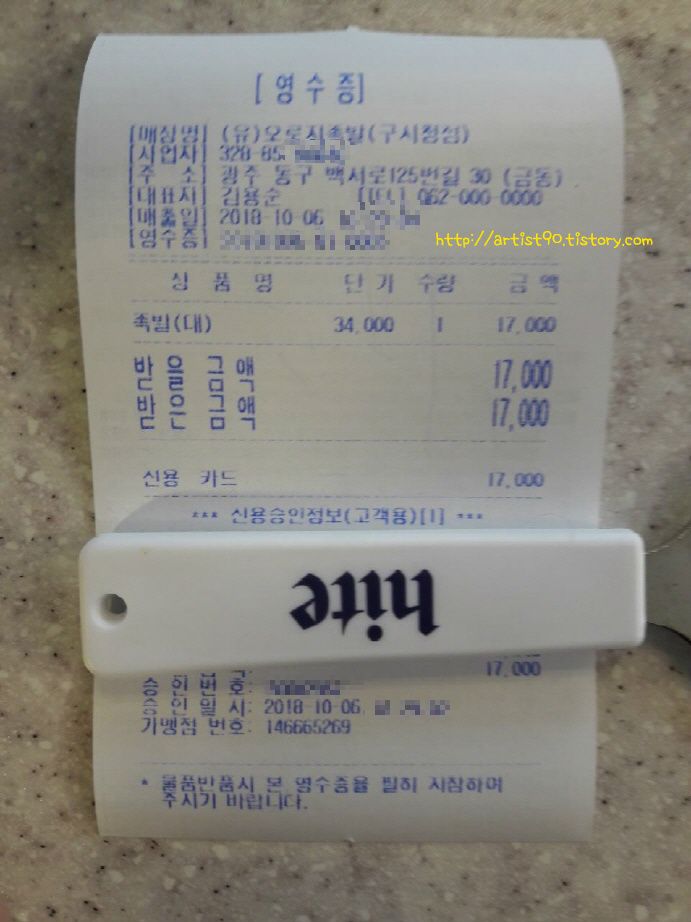 [영수증]
[매장명] (유)오로지족발(구시청점)
[사업자] 328-85
[주 소] 광주 동구 백서로125번길 30 (금동)
[대표자] 김용순 [TEL] 062-000-0000
[매출일] 2018-10-06
[영수증]
http://artist90.tistory.com
상 품 명 단 가 수량 금 액
족발(대) 34,000 1 17,000
받 을 금 액 17,000
받 은 금 액 17,000
신용 카드 17,000
*** 신용승인정보(고객용)[1] ***
hite
17,000
승 인 번 호:
승 인 일 시: 2018-10-06
가맹점 번호: 146665269
* 물품반품시 본 영수증을 필히 지참하여
주시기 바랍니다.